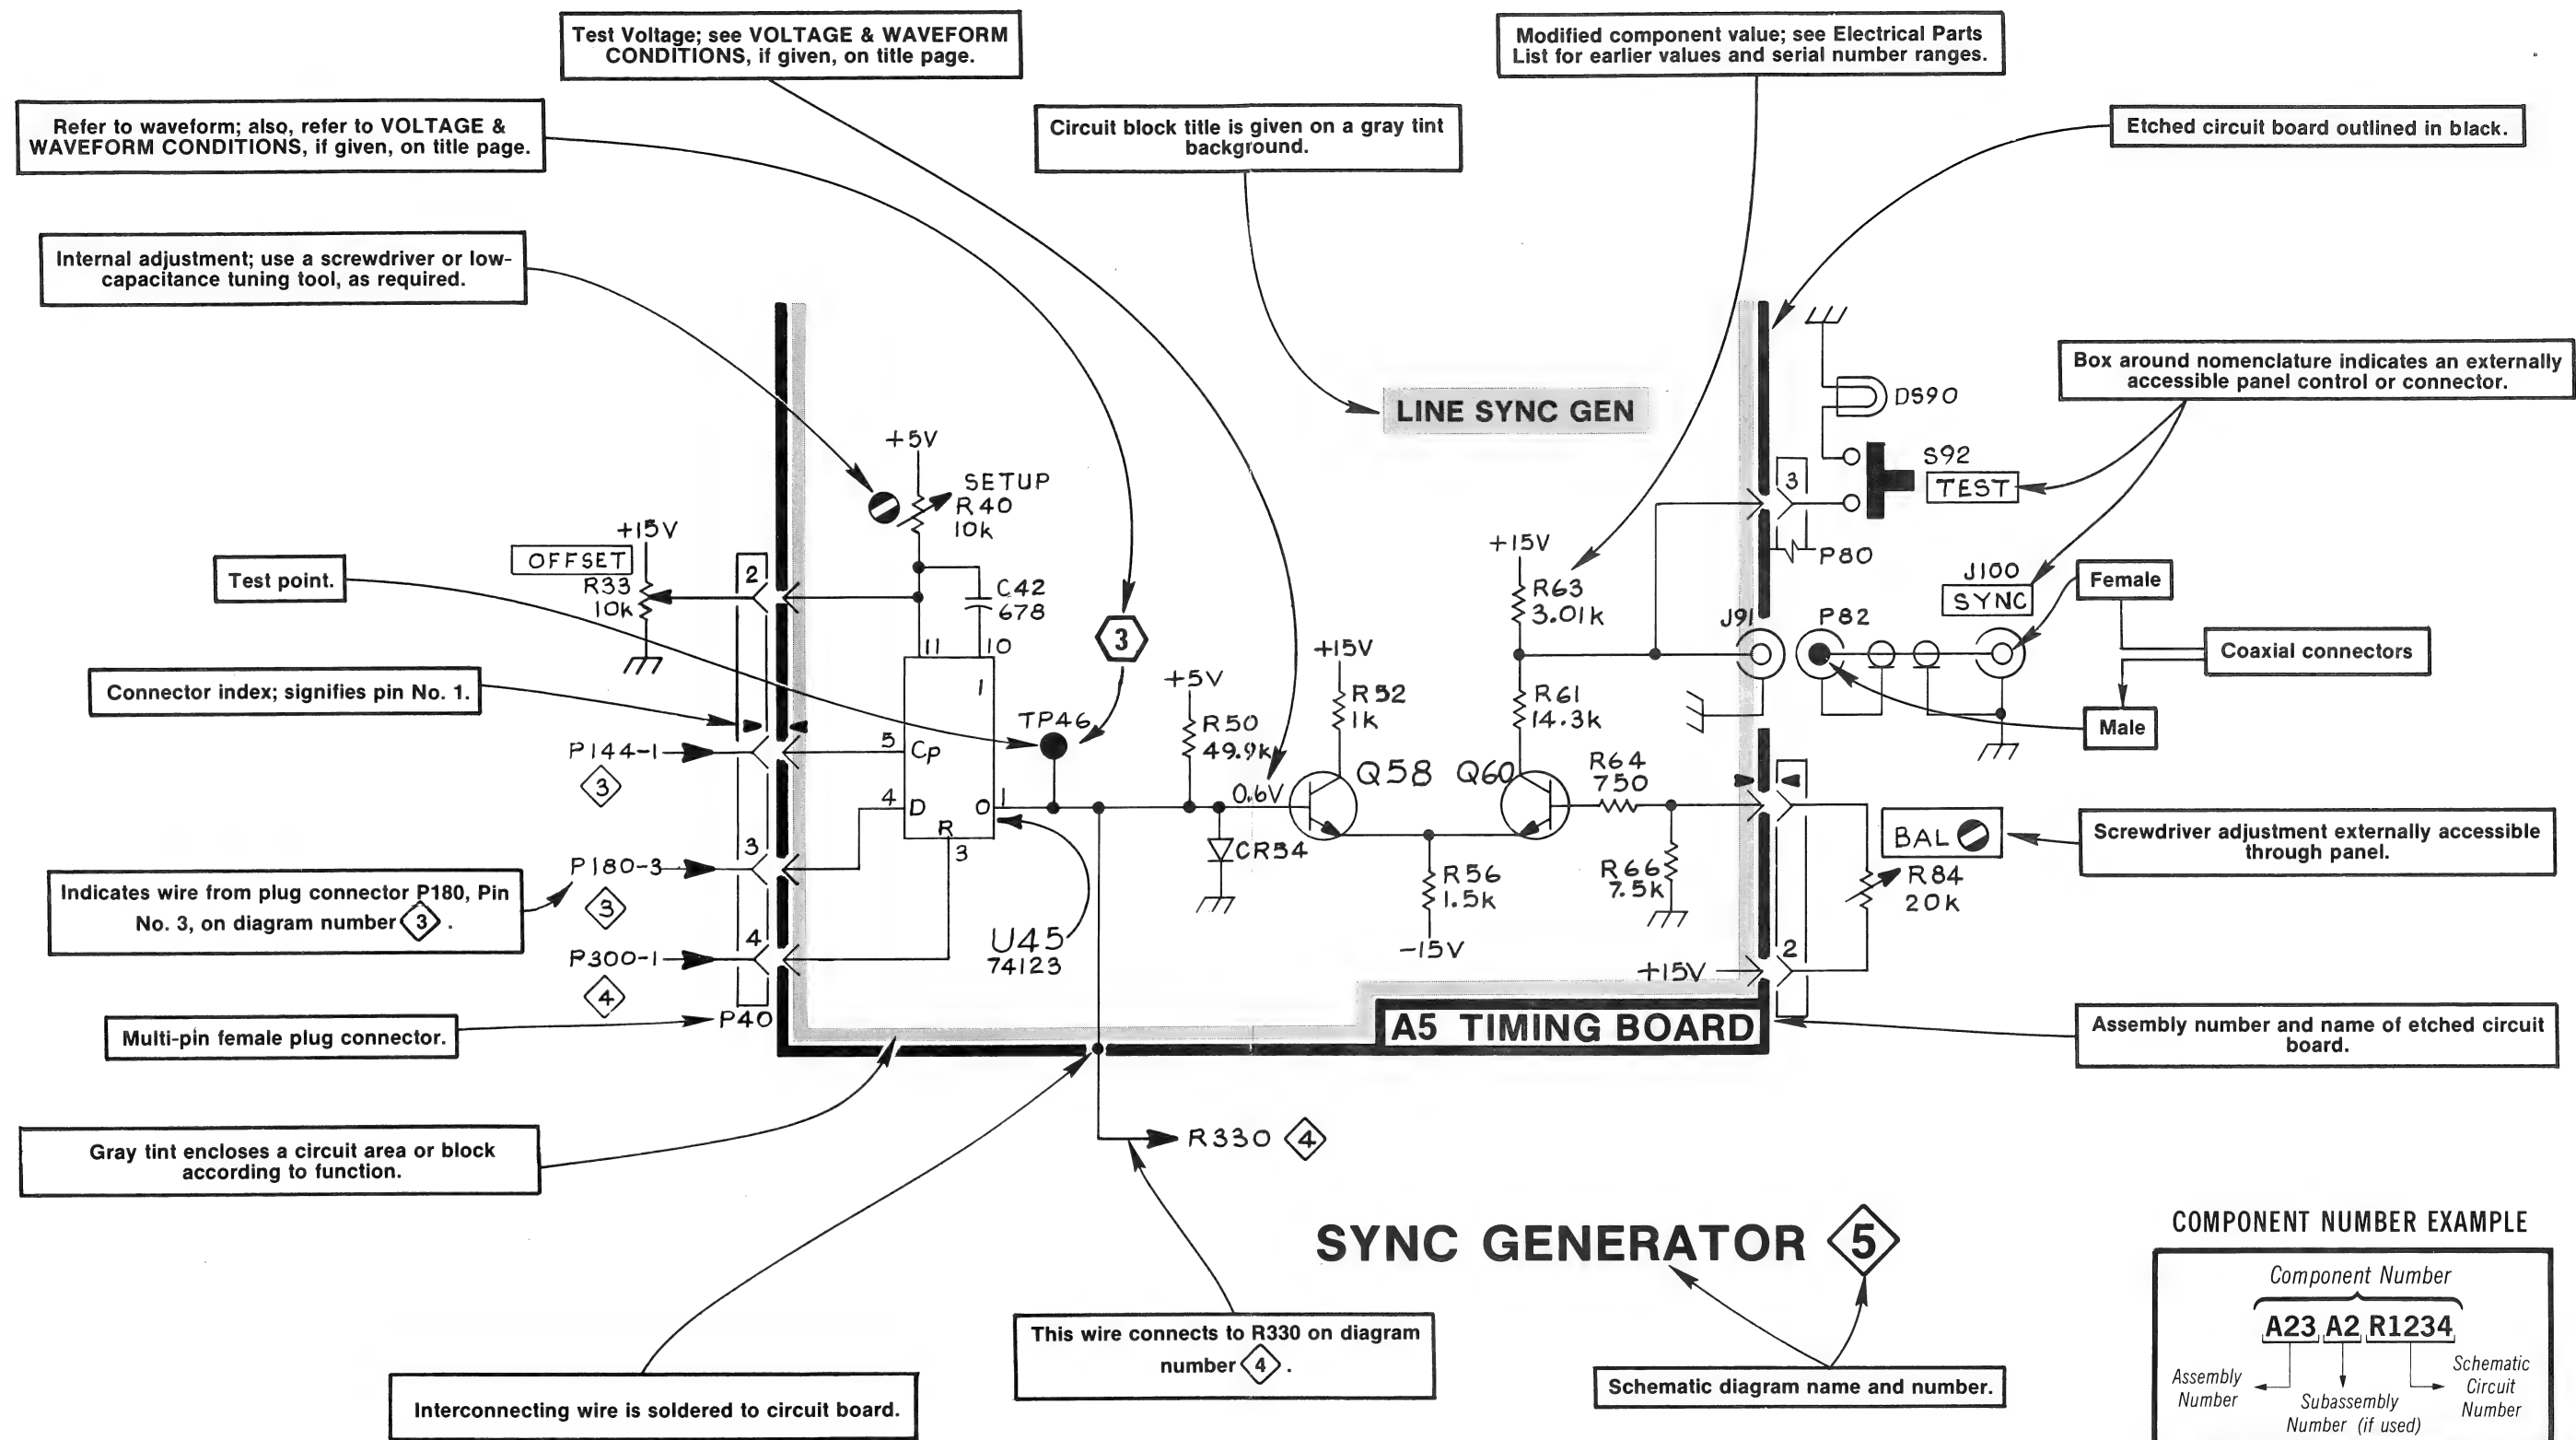 Test Voltage; see VOLTAGE & WAVEFORM
CONDITIONS, if given, on title page.
Modified component value; see Electrical Parts
List for earlier values and serial number ranges.
Refer to waveform; also, refer to VOLTAGE &
WAVEFORM CONDITIONS, if given, on title page.
Circuit block title is given on a gray tint
background.
Etched circuit board outlined in black.
Internal adjustment; use a screwdriver or low-
capacitance tuning tool, as required.
Box around nomenclature indicates an externally
accessible panel control or connector.
LINE SYNC GEN
DS90
+5V
SETUP
R40
10k
S92
TEST
3
+15V
OFFSET
R33
10k
2
C42
678
11
10
3
+15V
R63
3.01k
P80
J100
SYNC
Female
Test point.
J91
P82
Coaxial connectors
Male
Connector index; signifies pin No. 1.
1
TP46
+5V
R50
49.9k
+15V
R52
1k
R61
14.3k
P144-1
3
5
Cp
4
D
O
1
R
3
0.6V
Q58
Q60
R64
750
CR54
R56
1.5k
-15V
R66
7.5k
BAL
R84
20k
Screwdriver adjustment externally accessible
through panel.
Indicates wire from plug connector P180, Pin
No. 3, on diagram number 3 .
P180-3
3
3
P300-1
4
4
U45
74123
+15V
2
Multi-pin female plug connector.
P40
A5 TIMING BOARD
Assembly number and name of etched circuit
board.
Gray tint encloses a circuit area or block
according to function.
R330 4
SYNC GENERATOR 5
This wire connects to R330 on diagram
number 4 .
Schematic diagram name and number.
Interconnecting wire is soldered to circuit board.
COMPONENT NUMBER EXAMPLE
Component Number
A23 A2 R1234
Assembly
Number
Subassembly
Number (if used)
Schematic
Circuit
Number